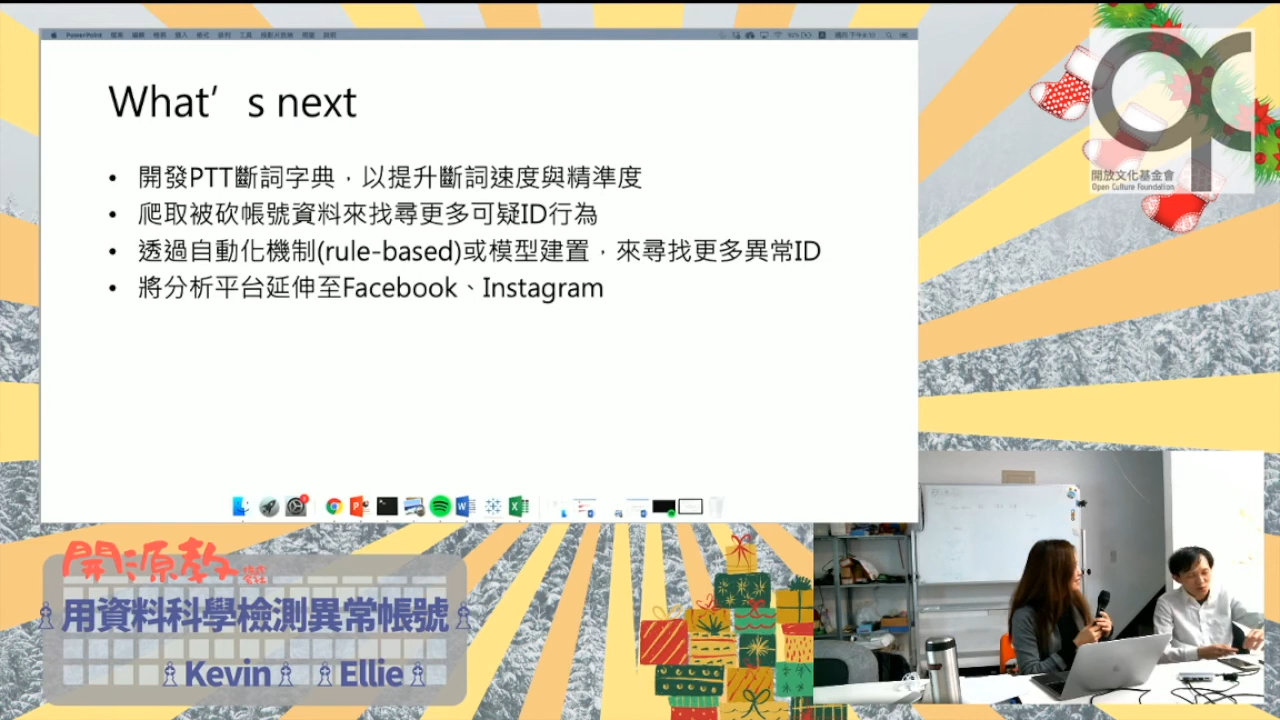 PowerPoint
What's next
• 開發PTT斷詞字典，以提升斷詞速度與精準度
• 爬取被砍帳號資料來找尋更多可疑ID行為
• 透過自動化機制(rule-based)或模型建置，來尋找更多異常ID
• 將分析平台延伸至Facebook、Instagram
開放文化基金會
Open Culture Foundation
開源教
用資料科學檢測異常帳號
Kevin Ellie